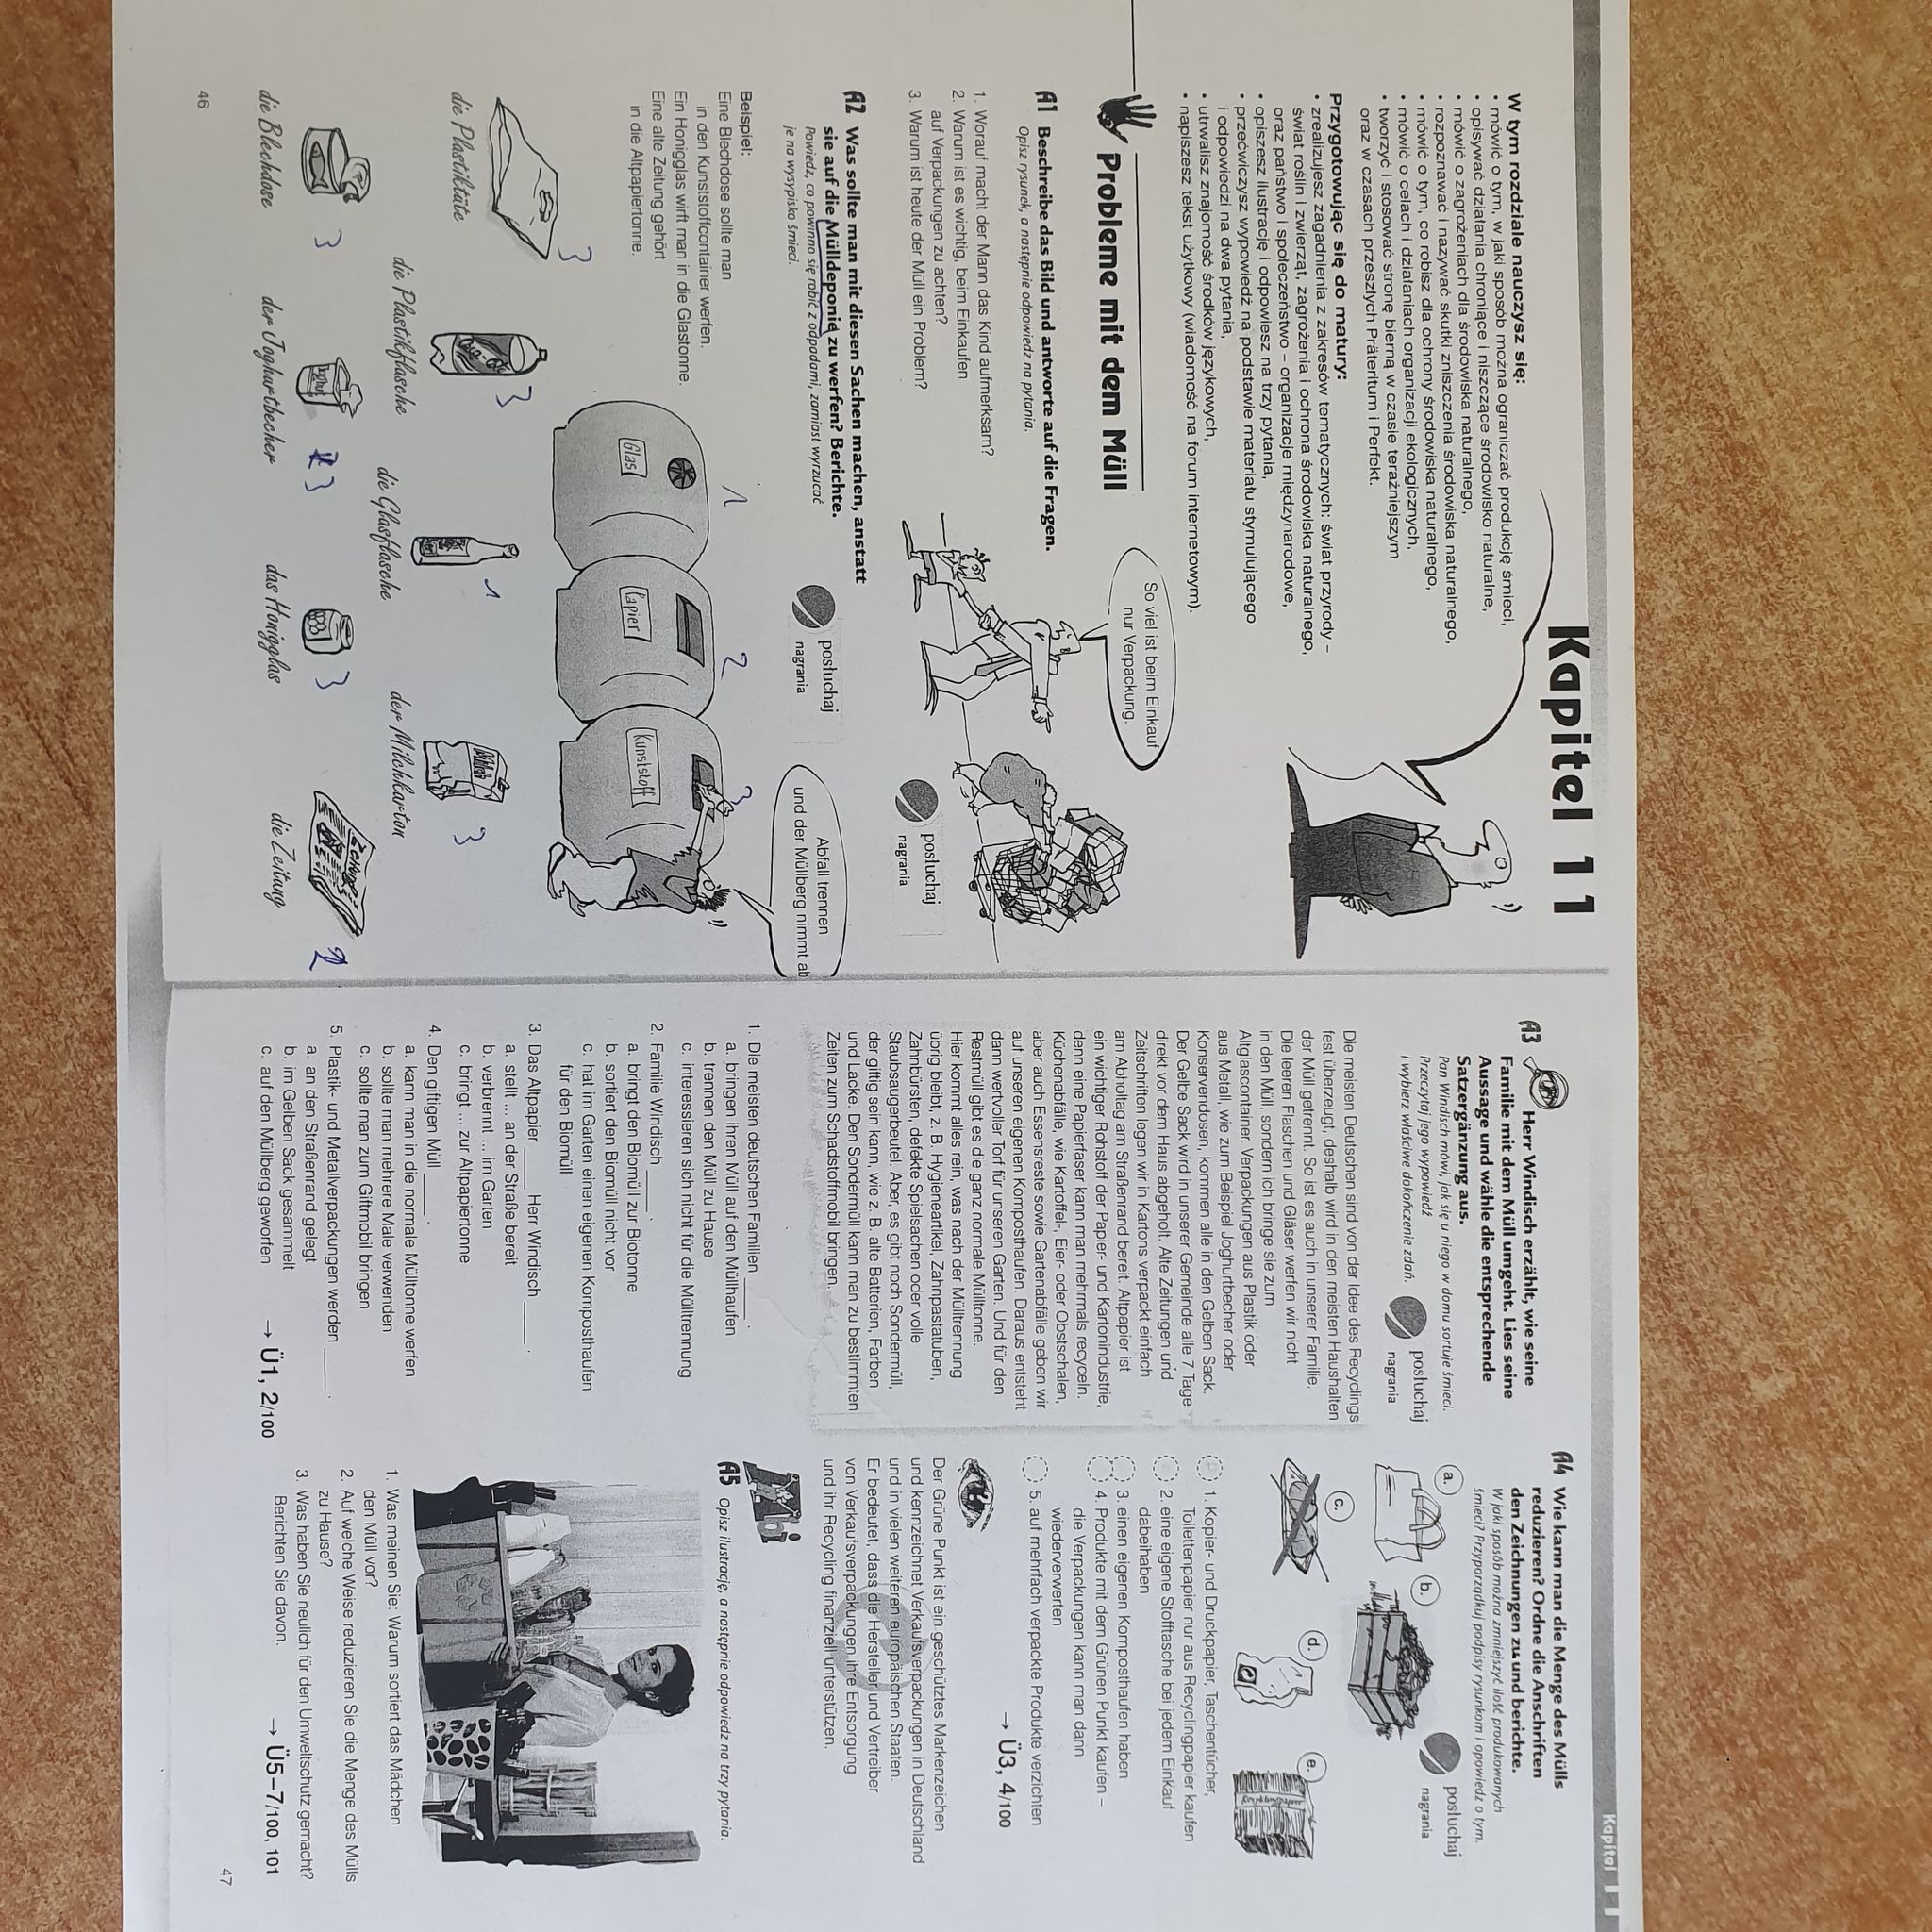 Kapitel 11
W tym rozdziale nauczysz się:
• mówić o tym, w jaki sposób można ograniczać produkcję śmieci,
• opisywać działania chroniące i niszczące środowisko naturalne,
• mówić o zagrożeniach dla środowiska naturalnego,
• rozpoznawać i nazywać skutki zniszczenia środowiska naturalnego,
• mówić o tym, co robisz dla ochrony środowiska naturalnego,
• mówić o celach i działaniach organizacji ekologicznych,
• tworzyć i stosować stronę bierną w czasie teraźniejszym
oraz w czasach przeszłych Präteritum i Perfekt.
Przygotowując się do matury:
• zrealizujesz zagadnienia z zakresów tematycznych: świat przyrody –
świat roślin i zwierząt, zagrożenia i ochrona środowiska naturalnego,
oraz państwo i społeczeństwo – organizacje międzynarodowe,
• opiszesz ilustrację i odpowiesz na trzy pytania,
• przećwiczysz wypowiedź na podstawie materiału stymulującego
i odpowiedzi na dwa pytania,
• utrwalisz znajomość środków językowych,
• napiszesz tekst użytkowy (wiadomość na forum internetowym).
So viel ist beim Einkauf
nur Verpackung.
Probleme mit dem Müll
A1 Beschreibe das Bild und antworte auf die Fragen.
Opisz rysunek, a następnie odpowiedz na pytania.
1. Worauf macht der Mann das Kind aufmerksam?
2. Warum ist es wichtig, beim Einkaufen
auf Verpackungen zu achten?
3. Warum ist heute der Müll ein Problem?
posłuchaj
nagrania
A2 Was sollte man mit diesen Sachen machen, anstatt
sie auf die Mülldeponie zu werfen? Berichte.
Powiedz, co powinno się robić z odpadami, zamiast wyrzucać
je na wysypisko śmieci.
posłuchaj
nagrania
Abfall trennen
und der Müllberg nimmt ab
Beispiel:
Eine Blechdose sollte man
in den Kunststoffcontainer werfen.
Ein Honigglas wirft man in die Glastonne.
Eine alte Zeitung gehört
in die Altpapiertonne.
1 2 3
Glas Papier Kunststoff
3
3
1
3
Milch
die Plastiktüte
die Plastikflasche
die Glasflasche
der Milchkarton
3
Joghurt
3
3
Zeitung
2
die Blechdose
der Joghurtbecher
das Honigglas
die Zeitung
46
Kapitel 11
A3 Herr Windisch erzählt, wie seine
Familie mit dem Müll umgeht. Lies seine
Aussage und wähle die entsprechende
Satzergänzung aus.
Pan Windisch mówi, jak się u niego w domu sortuje śmieci.
Przeczytaj jego wypowiedź
i wybierz właściwe dokończenie zdań.
posłuchaj
nagrania
Die meisten Deutschen sind von der Idee des Recyclings
fest überzeugt, deshalb wird in den meisten Haushalten
der Müll getrennt. So ist es auch in unserer Familie.
Die leeren Flaschen und Gläser werfen wir nicht
in den Müll, sondern ich bringe sie zum
Altglascontainer. Verpackungen aus Plastik oder
aus Metall, wie zum Beispiel Joghurtbecher oder
Konservendosen, kommen alle in den Gelben Sack.
Der Gelbe Sack wird in unserer Gemeinde alle 7 Tage
direkt vor dem Haus abgeholt. Alte Zeitungen und
Zeitschriften legen wir in Kartons verpackt einfach
am Abholtag am Straßenrand bereit. Altpapier ist
ein wichtiger Rohstoff der Papier- und Kartonindustrie,
denn eine Papierfaser kann man mehrmals recyceln.
Küchenabfälle, wie Kartoffel-, Eier- oder Obstschalen,
aber auch Essensreste sowie Gartenabfälle geben wir
auf unseren eigenen Komposthaufen. Daraus entsteht
dann wertvoller Torf für unseren Garten. Und für den
Restmüll gibt es die ganz normale Mülltonne.
Hier kommt alles rein, was nach der Mülltrennung
übrig bleibt, z. B. Hygieneartikel, Zahnpastatuben,
Zahnbürsten, defekte Spielsachen oder volle
Staubsaugerbeutel. Aber, es gibt noch Sondermüll,
der giftig sein kann, wie z. B. alte Batterien, Farben
und Lacke. Den Sondermüll kann man zu bestimmten
Zeiten zum Schadstoffmobil bringen.
1. Die meisten deutschen Familien _____ .
a. bringen ihren Müll auf den Müllhaufen
b. trennen den Müll zu Hause
c. interessieren sich nicht für die Mülltrennung
2. Familie Windisch _____ .
a. bringt den Biomüll zur Biotonne
b. sortiert den Biomüll nicht vor
c. hat im Garten einen eigenen Komposthaufen
für den Biomüll
3. Das Altpapier _____ Herr Windisch _____ .
a. stellt ... an der Straße bereit
b. verbrennt ... im Garten
c. bringt ... zur Altpapiertonne
4. Den giftigen Müll _____ .
a. kann man in die normale Mülltonne werfen
b. sollte man mehrere Male verwenden
c. sollte man zum Giftmobil bringen
5. Plastik- und Metallverpackungen werden _____ .
a. an den Straßenrand gelegt
b. im Gelben Sack gesammelt
c. auf den Müllberg geworfen
→ Ü1, 2/100
A4 Wie kann man die Menge des Mülls
reduzieren? Ordne die Anschriften
den Zeichnungen zu und berichte.
W jaki sposób można zmniejszyć ilość produkowanych
śmieci? Przyporządkuj podpisy rysunkom i opowiedz o tym.
posłuchaj
nagrania
a.
b.
c.
d.
e.
1. Kopier- und Druckpapier, Taschentücher,
Toilettenpapier nur aus Recyclingpapier kaufen
2. eine eigene Stofftasche bei jedem Einkauf
dabeihaben
3. einen eigenen Komposthaufen haben
4. Produkte mit dem Grünen Punkt kaufen –
die Verpackungen kann man dann
wiederverwerten
5. auf mehrfach verpackte Produkte verzichten
→ Ü3, 4/100
Der Grüne Punkt ist ein geschütztes Markenzeichen
und kennzeichnet Verkaufsverpackungen in Deutschland
und in vielen weiteren europäischen Staaten.
Er bedeutet, dass die Hersteller und Vertreiber
von Verkaufsverpackungen ihre Entsorgung
und ihr Recycling finanziell unterstützen.
Abi
A5 Opisz ilustrację, a następnie odpowiedz na trzy pytania.
1. Was meinen Sie: Warum sortiert das Mädchen
den Müll vor?
2. Auf welche Weise reduzieren Sie die Menge des Mülls
zu Hause?
3. Was haben Sie neulich für den Umweltschutz gemacht?
Berichten Sie davon.
→ Ü5–7/100, 101
47